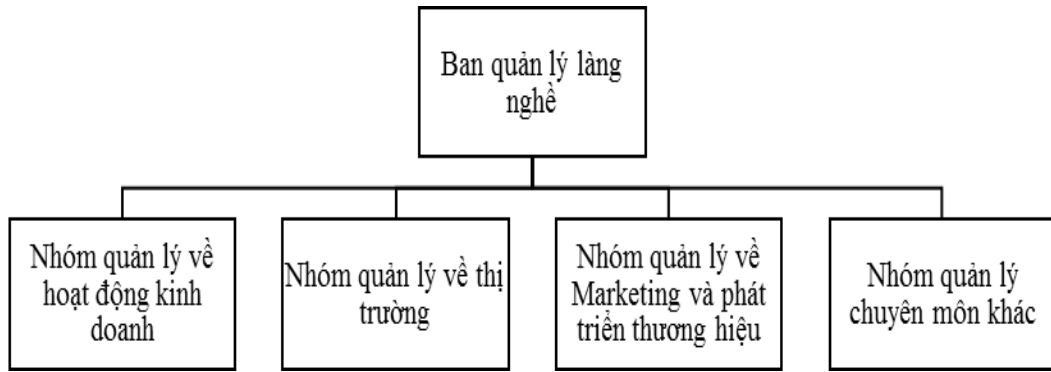 Ban quản lý làng
nghề
Nhóm quản lý về
hoạt động kinh
doanh
Nhóm quản lý về thị
trường
Nhóm quản lý về
Marketing và phát
triển thương hiệu
Nhóm quản lý
chuyên môn khác